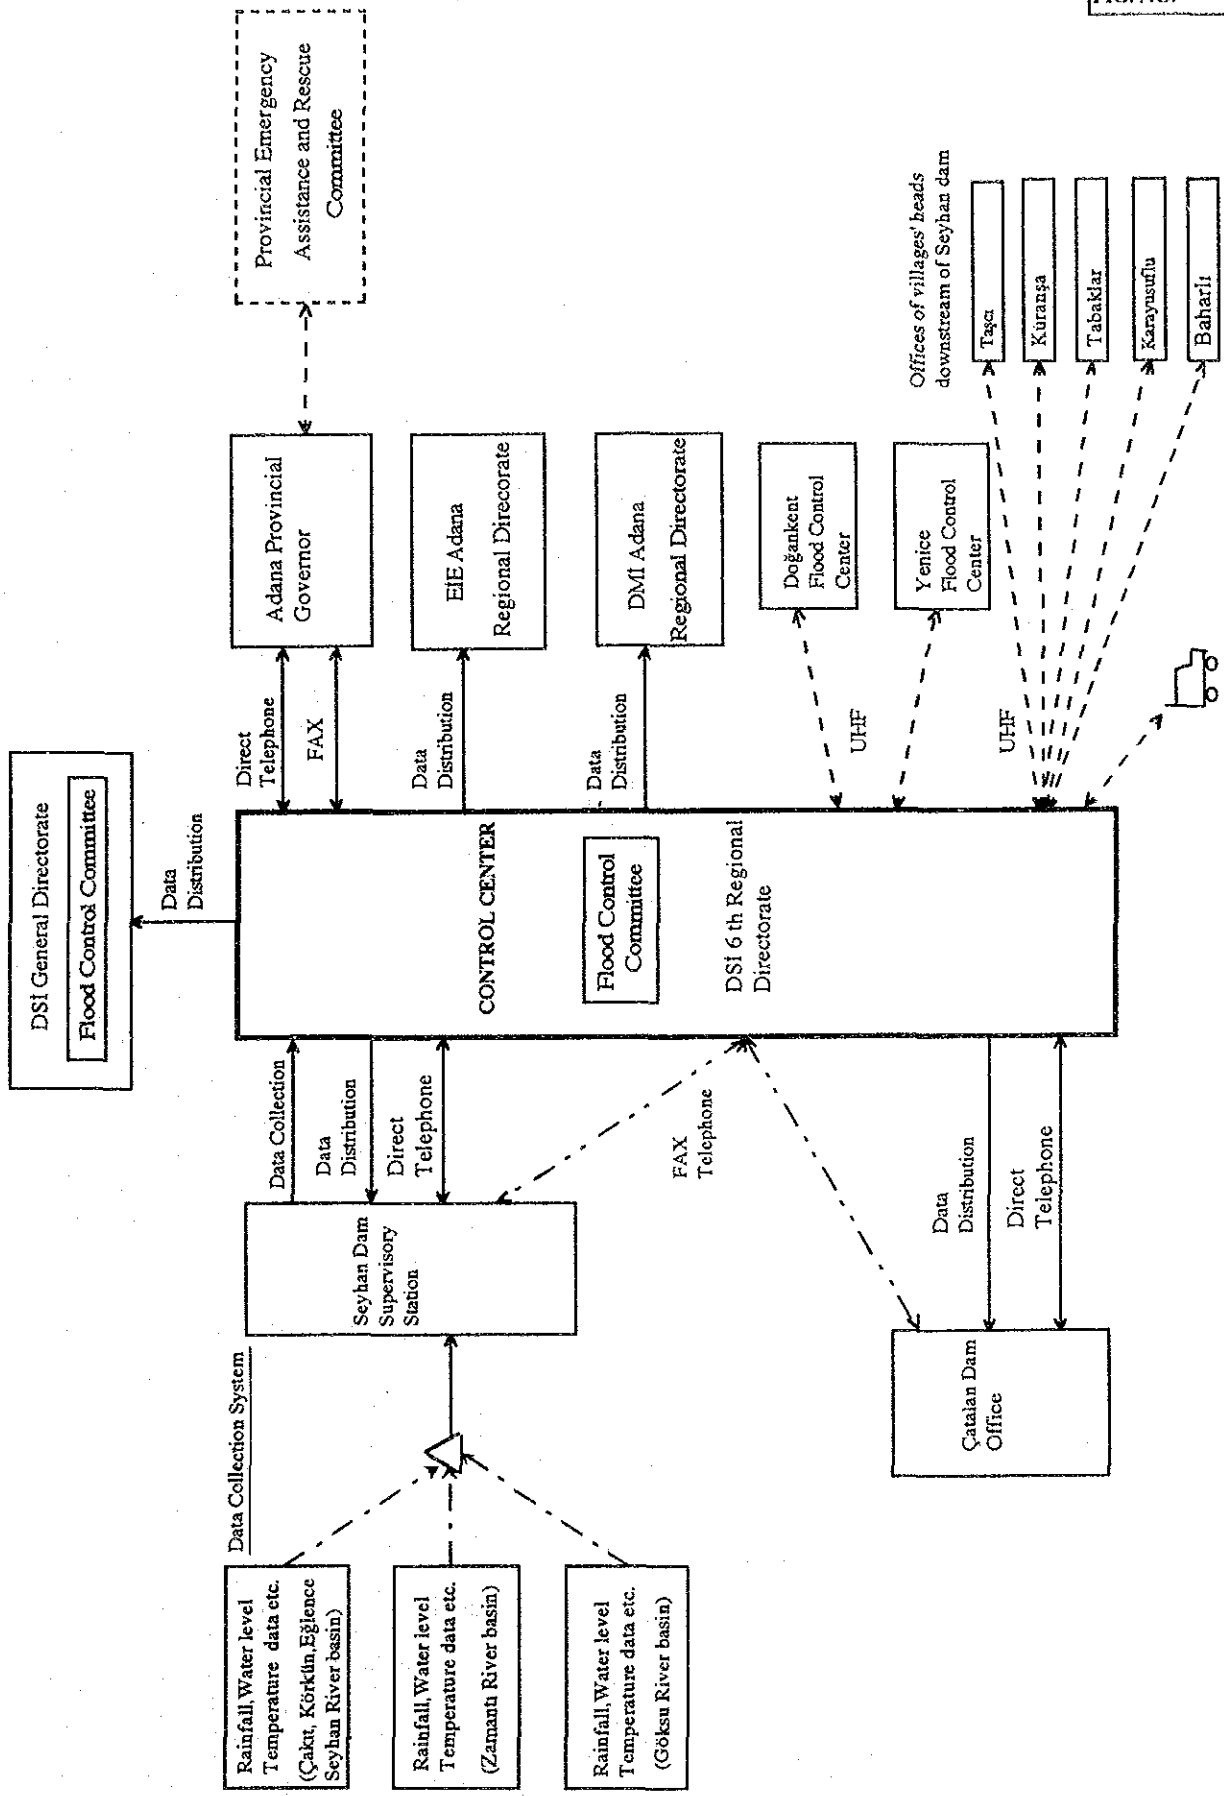 DSİ General Directorate
Flood Control Committee
Data
Distribution
Data Collection System
Rainfall,Water level
Temperature data etc.
(Çakıt, Körkün,Eğlence
Seyhan River basin)
Rainfall,Water level
Temperature data etc.
(Zamantı River basin)
Rainfall,Water level
Temperature data etc.
(Göksu River basin)
Seyhan Dam
Supervisory
Station
Data Collection
Data
Distribution
Direct
Telephone
FAX
Telephone
Çatalan Dam
Office
Data
Distribution
Direct
Telephone
CONTROL CENTER
Flood Control
Committee
DSİ 6 th Regional
Directorate
Direct
Telephone
FAX
Data
Distribution
Data
Distribution
UHF
UHF
Adana Provincial
Governor
EİE Adana
Regional Direcorate
DMİ Adana
Regional Directorate
Doğankent
Flood Control
Center
Yenice
Flood Control
Center
Provincial Emergency
Assistance and Rescue
Committee
Offices of villages' heads
downstream of Seyhan dam
Taşcı
Küranşa
Tabaklar
Karayusuflu
Baharlı